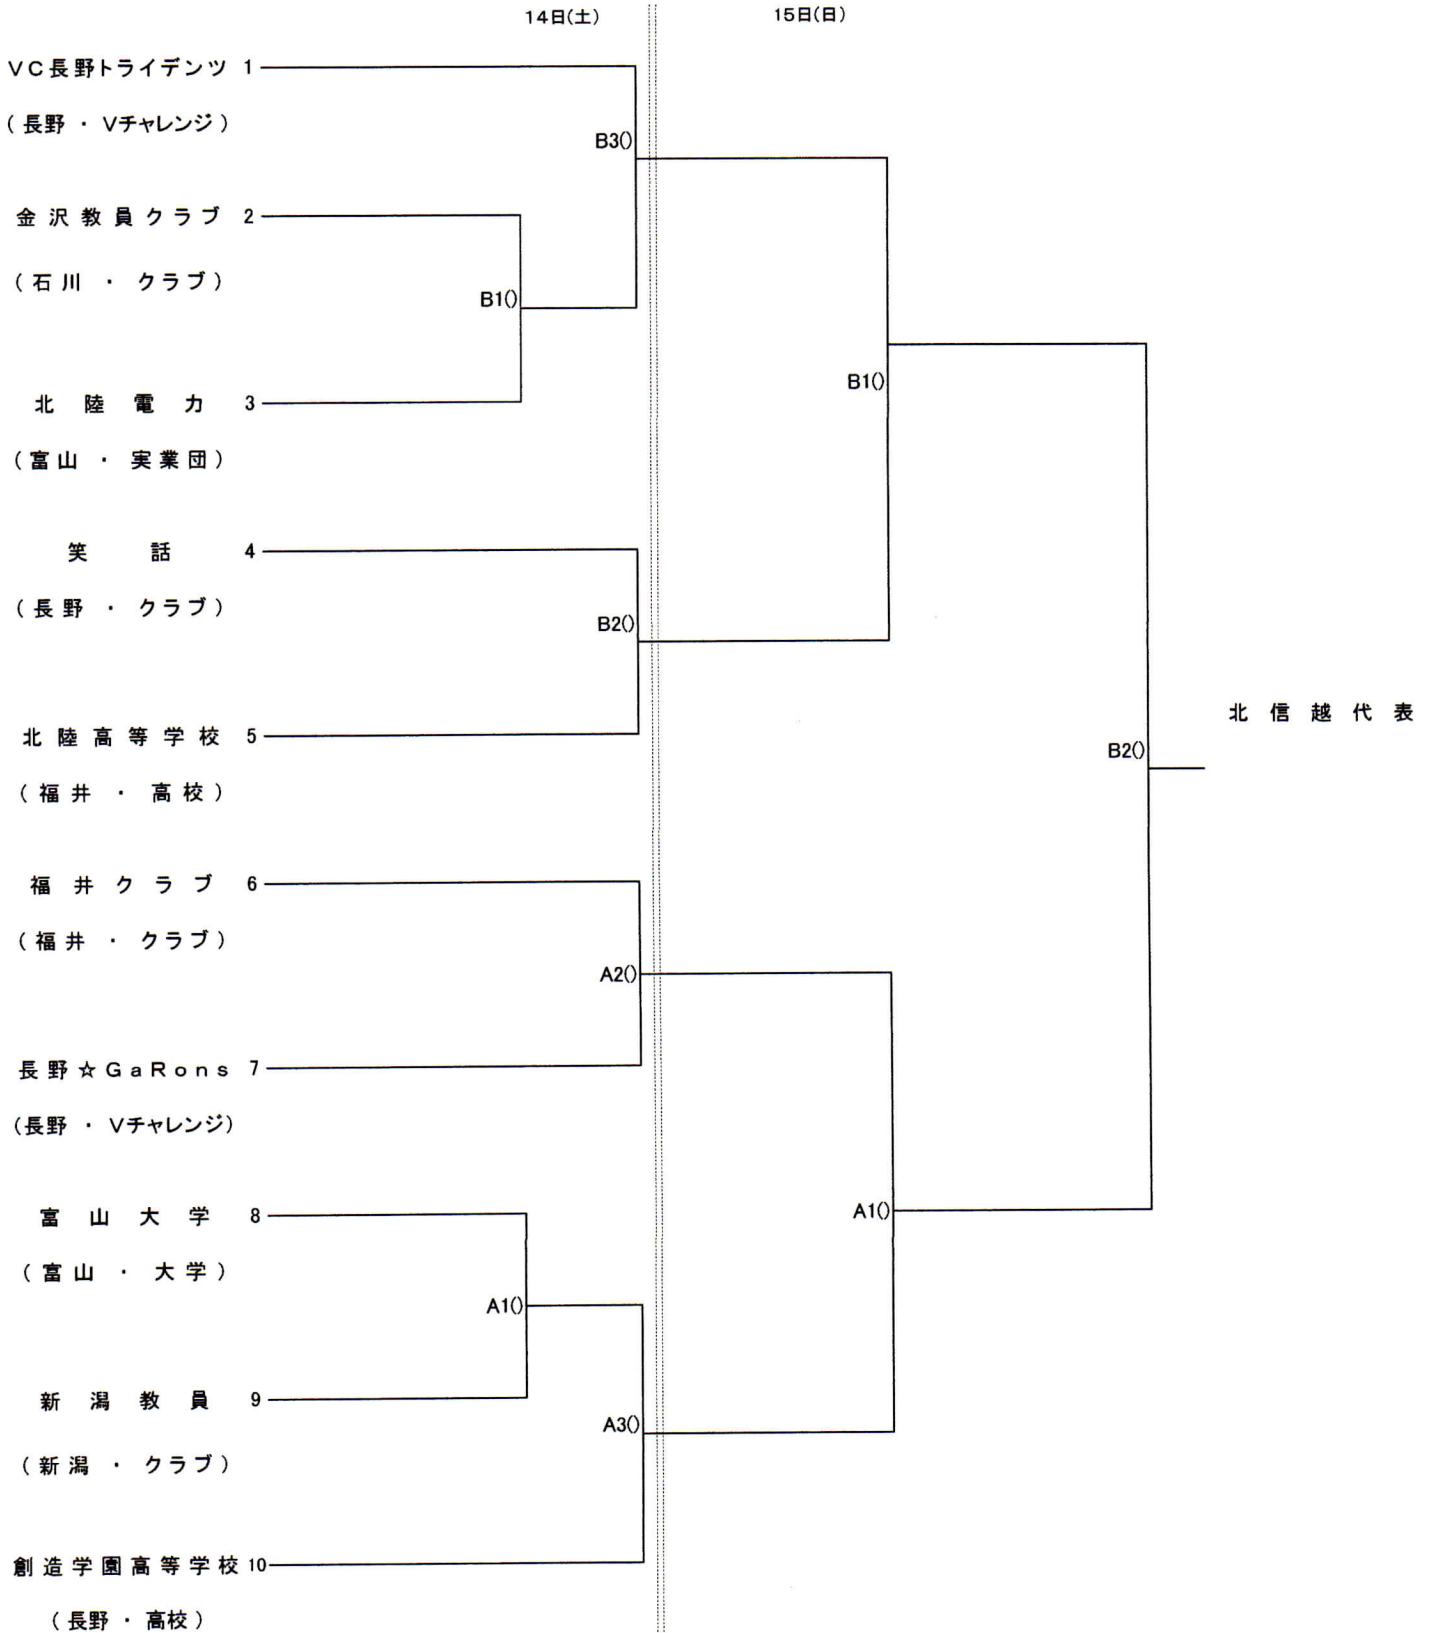 14日(土) 15日(日)
VC長野トライデンツ 1
(長野・Vチャレンジ)
B3()
金沢教員クラブ 2
(石川・クラブ)
B1()
B1()
北陸電力 3
(富山・実業団)
笑話 4
(長野・クラブ)
B2()
北信越代表
北陸高等学校 5
B2()
(福井・高校)
福井クラブ 6
(福井・クラブ)
A2()
長野☆GaRons 7
(長野・Vチャレンジ)
富山大学 8
A1()
(富山・大学)
A1()
新潟教員 9
A3()
(新潟・クラブ)
創造学園高等学校 10
(長野・高校)